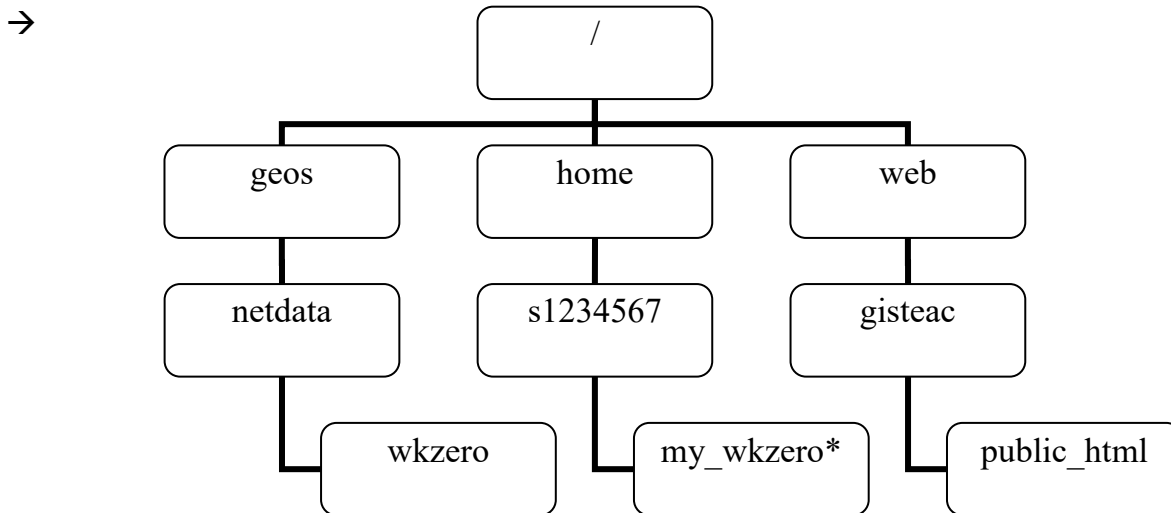 →
/
geos home web
netdata s1234567 gisteac
wkzero my_wkzero* public_html